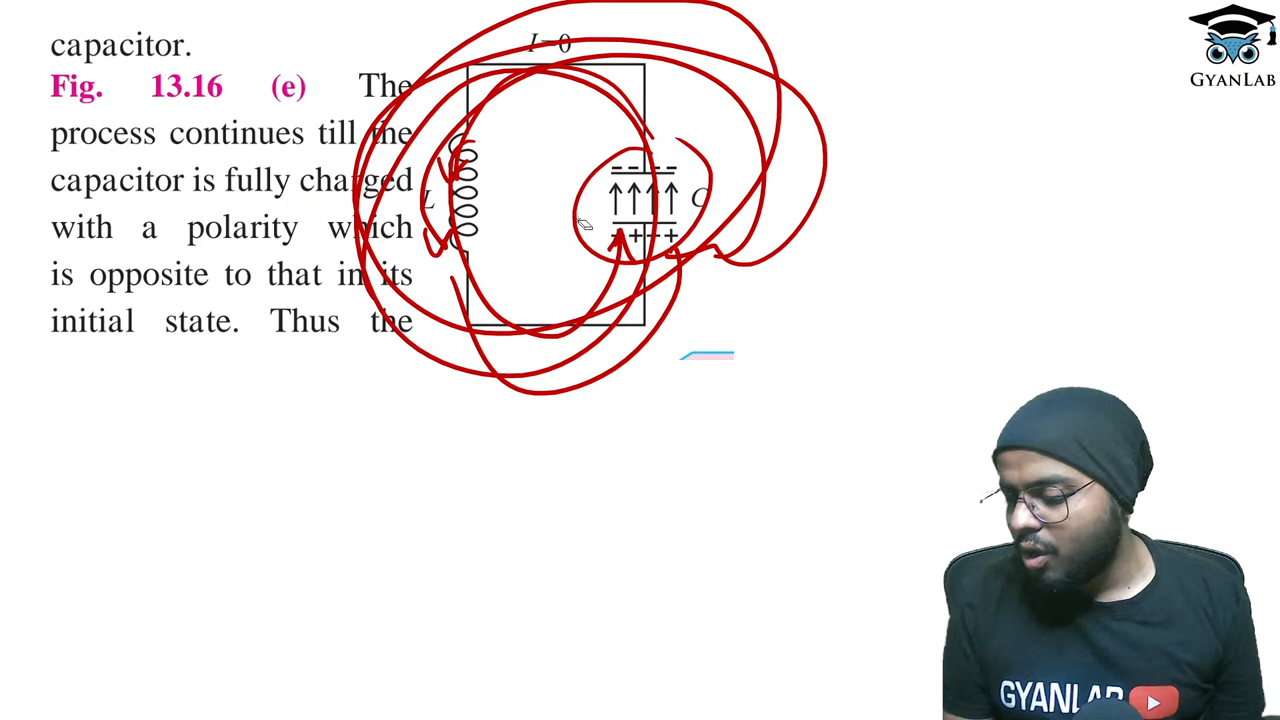 capacitor.
Fig. 13.16 (e) The
process continues till the
capacitor is fully charged
with a polarity which
is opposite to that in its
initial state. Thus the
I=0
L
C
GYANLAB
GYANLAB